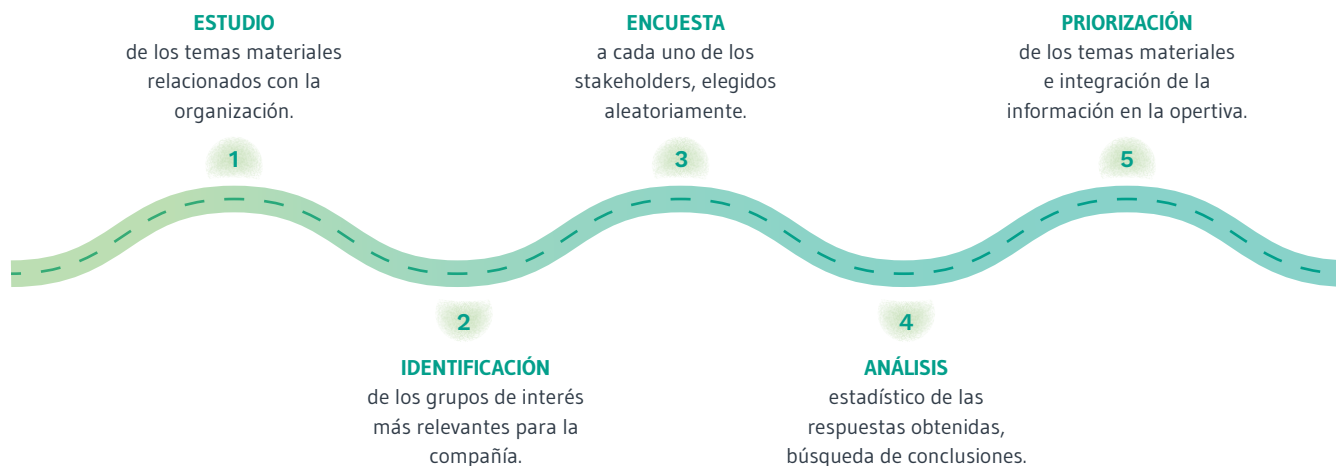 ESTUDIO
de los temas materiales
relacionados con la
organización.
1
IDENTIFICACIÓN
de los grupos de interés
más relevantes para la
compañía.
2
ENCUESTA
a cada uno de los
stakeholders, elegidos
aleatoriamente.
3
ANÁLISIS
estadístico de las
respuestas obtenidas,
búsqueda de conclusiones.
4
PRIORIZACIÓN
de los temas materiales
e integración de la
información en la opertiva.
5